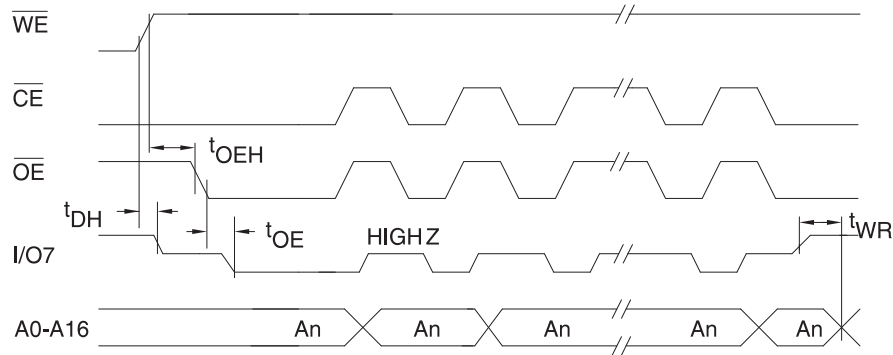 WE
CE
tOEH
OE
tDH
tOE
HIGH Z
tWR
I/O7
A0-A16 An An An An An